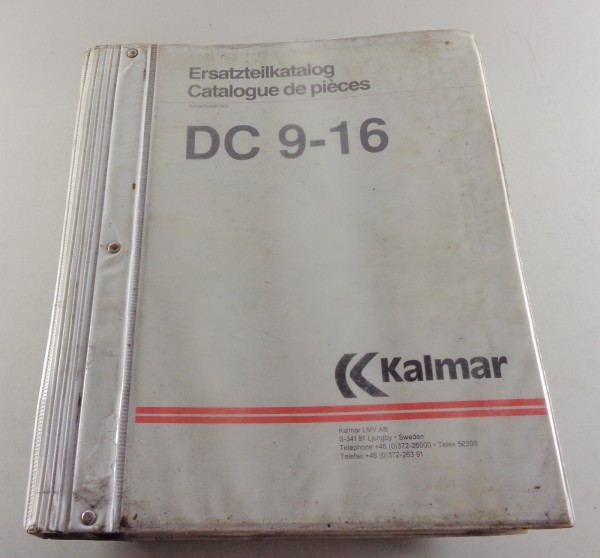 Ersatzteilkatalog
Catalogue de pièces
DC 9-16
Kalmar
Kalmar LMV AB
S-341 81 Ljungby • Sweden
Telephone +46 (0)372-26000 • Telex 52300
Telefax +46 (0)372-263 91